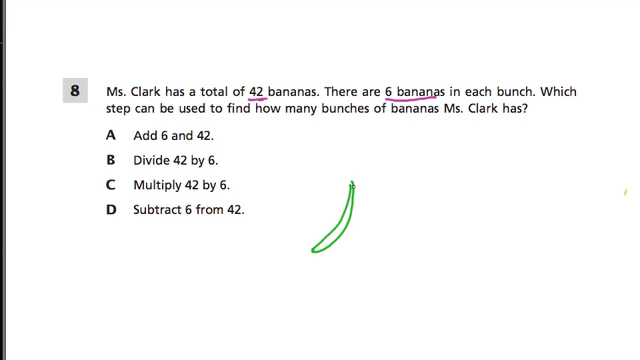 8 Ms. Clark has a total of 42 bananas. There are 6 bananas in each bunch. Which
step can be used to find how many bunches of bananas Ms. Clark has?
A Add 6 and 42.
B Divide 42 by 6.
C Multiply 42 by 6.
D Subtract 6 from 42.